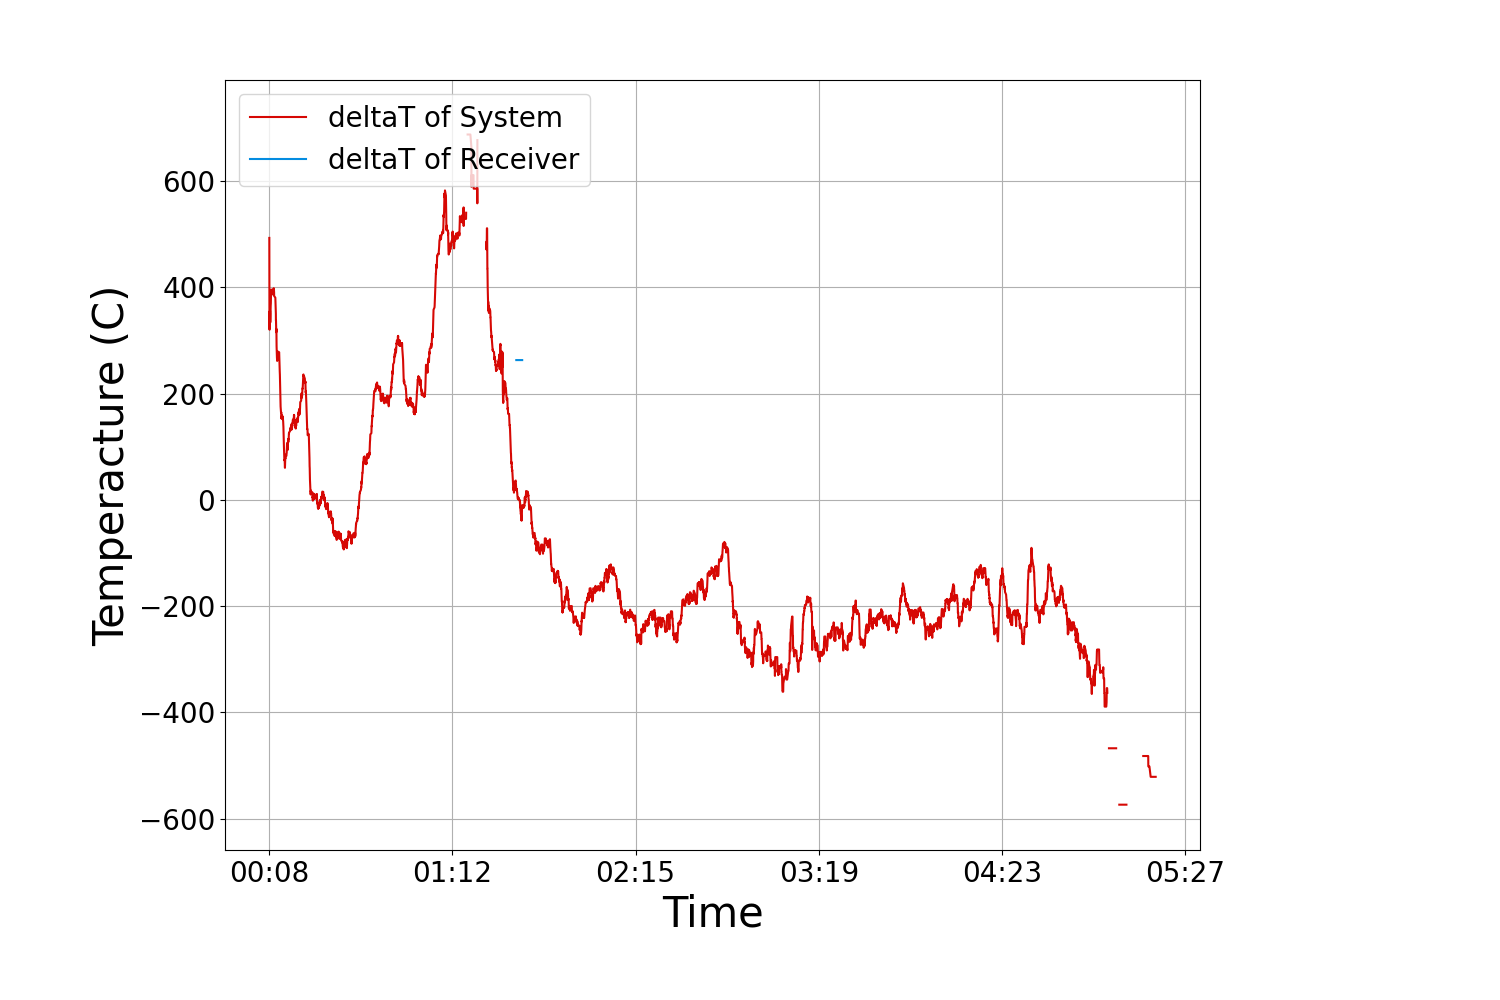 deltaT of System
deltaT of Receiver
600
400
200
0
−200
−400
−600
Temperacture (C)
00:08 01:12 02:15 03:19 04:23 05:27
Time